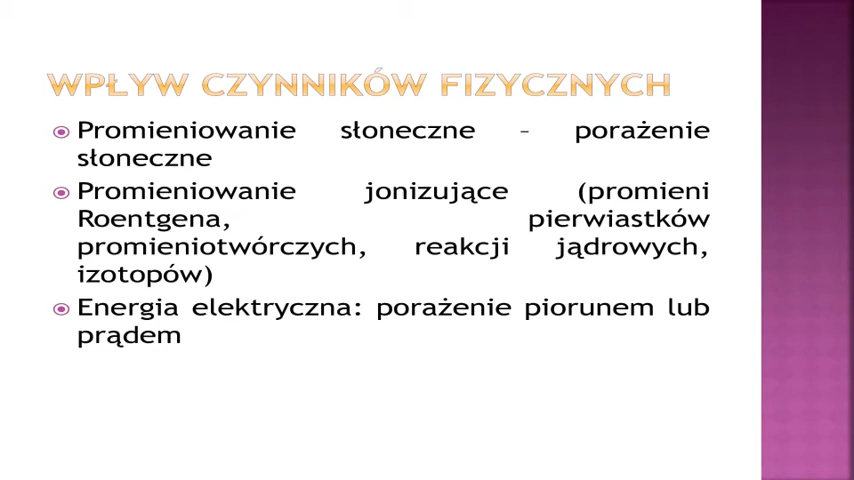 WPŁYW CZYNNIKÓW FIZYCZNYCH
Promieniowanie słoneczne – porażenie
słoneczne
Promieniowanie jonizujące (promieni
Roentgena, pierwiastków
promieniotwórczych, reakcji jądrowych,
izotopów)
Energia elektryczna: porażenie piorunem lub
prądem